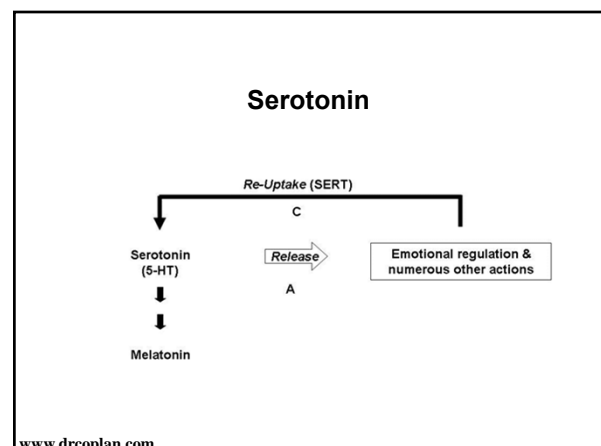 Serotonin
Re-Uptake (SERT)
C
Serotonin
(5-HT)
Release
A
Emotional regulation &
numerous other actions
Melatonin
www.drcoplan.com